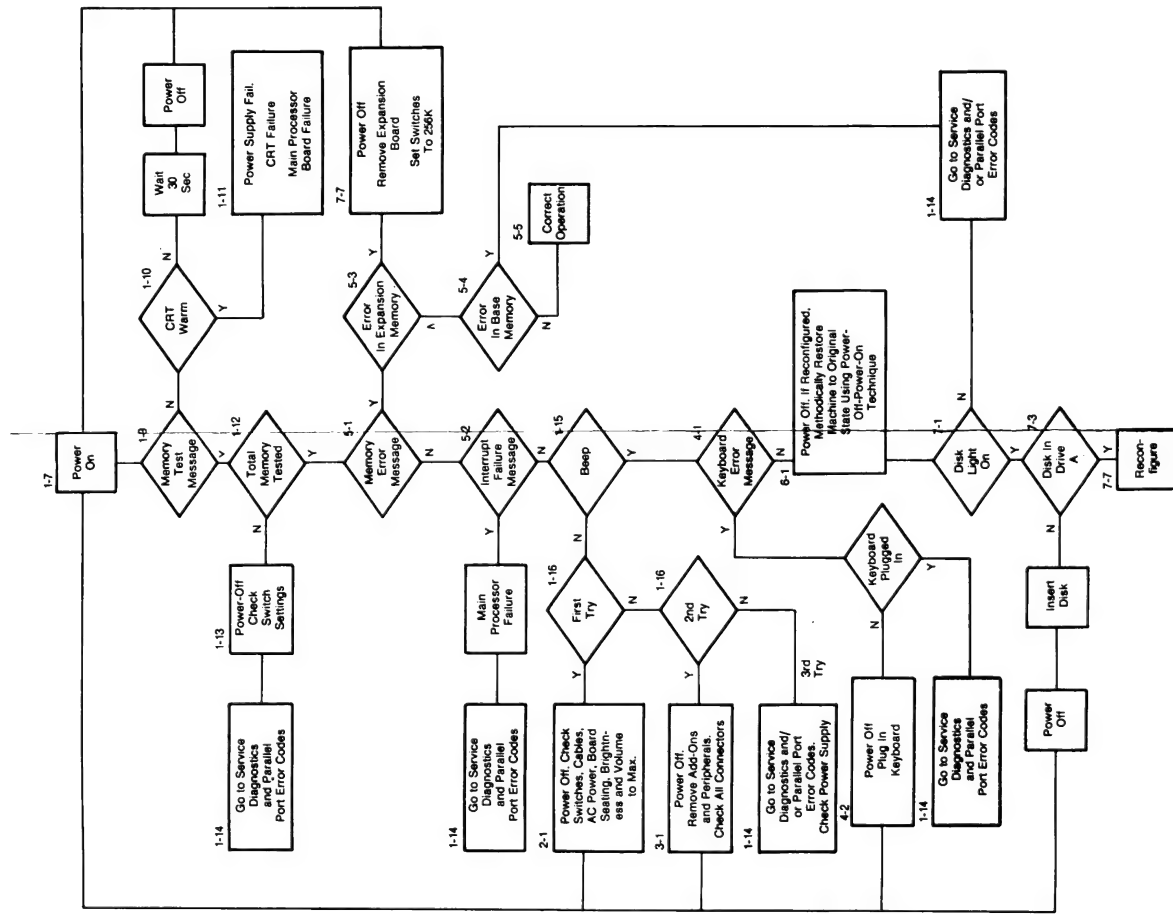 1-7
Power
On
1-9
Memory
Test
Message
N
Y
1-10
CRT
Warm
N
Y
Wait
30
Sec
Power
Off
1-11
Power Supply Fail.
CRT Failure
Main Processor
Board Failure
1-12
Total
Memory
Tested
N
Y
1-13
Power-Off
Check
Switch
Settings
1-14
Go to Service
Diagnostics
and Parallel
Port Error Codes
5-1
Memory
Error
Message
Y
N
5-3
Error
In Expansion
Memory
Y
7-7
Power Off
Remove Expansion
Board
Set Switches
To 256K
5-4
Error
In Base
Memory
Y
N
5-5
Correct
Operation
5-2
Interrupt
Failure
Message
Y
N
Main
Processor
Failure
1-14
Go to Service
Diagnostics
and Parallel
Port Error Codes
1-15
Beep
N
Y
1-16
First
Try
Y
N
2-1
Power Off. Check
Switches, Cables,
AC Power, Board
Seating, Brightn-
ess and Volume
to Max.
1-16
2nd
Try
Y
N
3-1
Power Off.
Remove Add-Ons
and Peripherals.
Check All Connectors
3rd
Try
1-14
Go to Service
Diagnostics and/
or Parallel Port
Error Codes.
Check Power Supply
4-1
Keyboard
Error
Message
Y
N
Keyboard
Plugged
In
N
Y
4-2
Power Off
Plug In
Keyboard
1-14
Go to Service
Diagnostics
and Parallel
Port Error Codes
6-1
Power Off. If Reconfigured,
Methodically Restore
Machine to Original
State Using Power-
Off-Power-On
Technique
7-1
Disk
Light
On
N
Y
1-14
Go to Service
Diagnostics and/
or Parallel Port
Error Codes
7-3
Disk In
Drive
A
N
Y
Insert
Disk
Power
Off
7-7
Recon-
figure